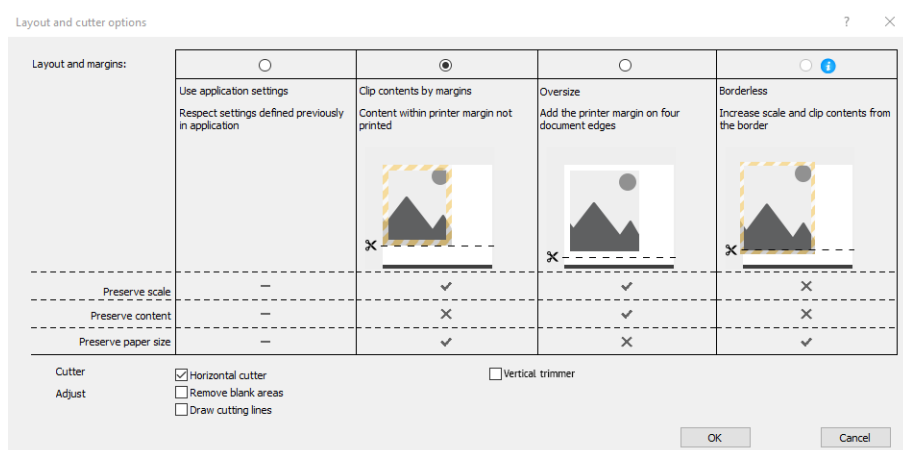 Layout and cutter options
?
Layout and margins:
Use application settings
Respect settings defined previously
in application
Clip contents by margins
Content within printer margin not
printed
Oversize
Add the printer margin on four
document edges
Borderless
Increase scale and clip contents from
the border
Preserve scale
Preserve content
Preserve paper size
Cutter
Horizontal cutter
Vertical trimmer
Adjust
Remove blank areas
Draw cutting lines
OK
Cancel